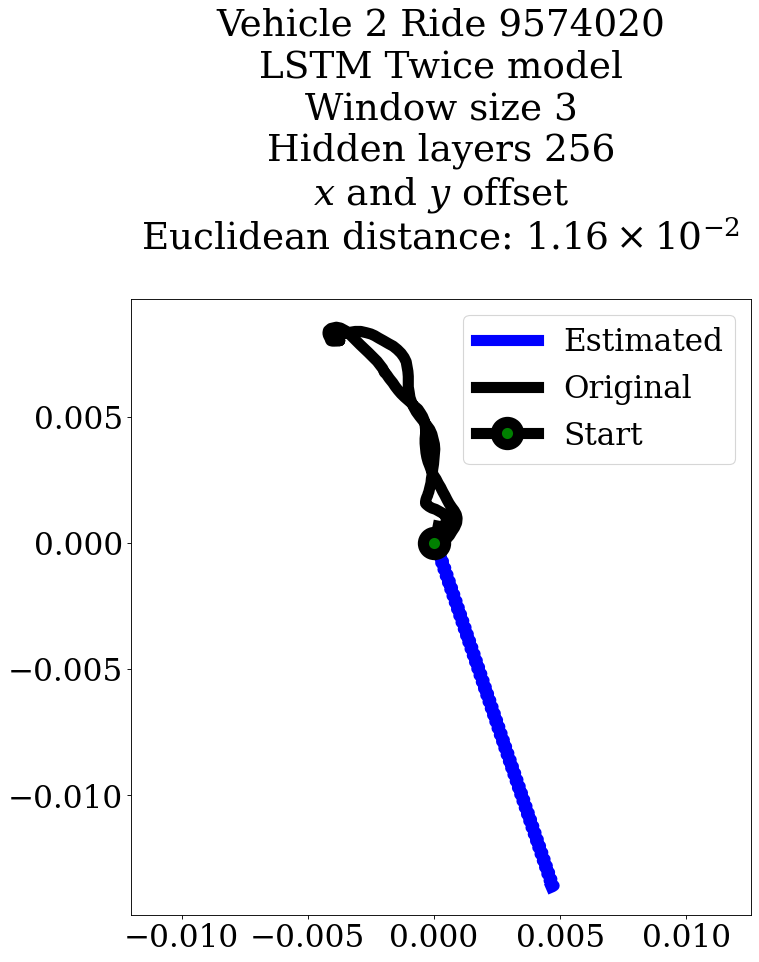 Vehicle 2 Ride 9574020
LSTM Twice model
Window size 3
Hidden layers 256
x and y offset
Euclidean distance: 1.16 × 10⁻²
Estimated
Original
Start
0.005
0.000
−0.005
−0.010
−0.010 −0.005 0.000 0.005 0.010